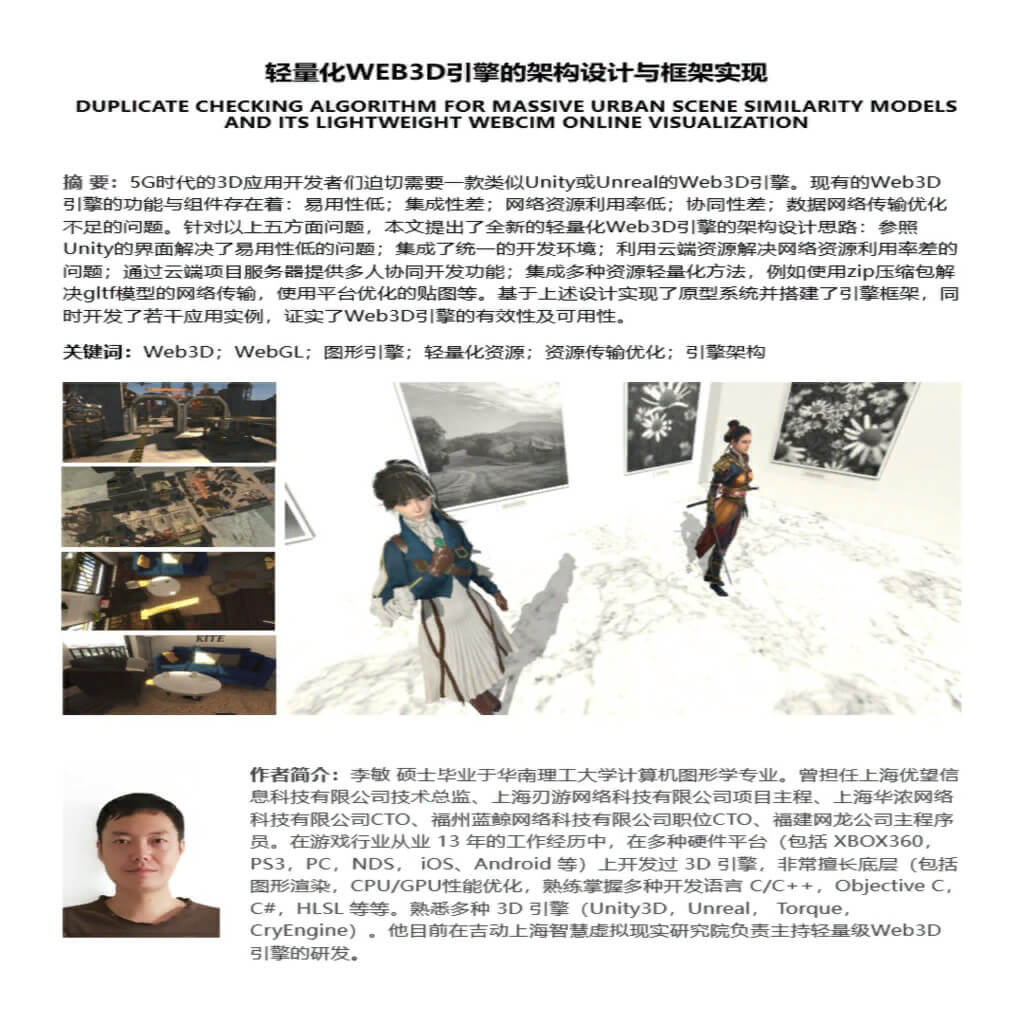 轻量化WEB3D引擎的架构设计与框架实现
DUPLICATE CHECKING ALGORITHM FOR MASSIVE URBAN SCENE SIMILARITY MODELS
AND ITS LIGHTWEIGHT WEBCIM ONLINE VISUALIZATION
摘 要：5G时代的3D应用开发者们迫切需要一款类似Unity或Unreal的Web3D引擎。现有的Web3D
引擎的功能与组件存在着：易用性低；集成性差；网络资源利用率低；协同性差；数据网络传输优化
不足的问题。针对以上五方面问题，本文提出了全新的轻量化Web3D引擎的架构设计思路：参照
Unity的界面解决了易用性低的问题；集成了统一的开发环境；利用云端资源解决网络资源利用率差的
问题；通过云端项目服务器提供多人协同开发功能；集成多种资源轻量化方法，例如使用zip压缩包解
决gltf模型的网络传输，使用平台优化的贴图等。基于上述设计实现了原型系统并搭建了引擎框架，同
时开发了若干应用实例，证实了Web3D引擎的有效性及可用性。
关键词：Web3D；WebGL；图形引擎；轻量化资源；资源传输优化；引擎架构
KITE
作者简介：李敏 硕士毕业于华南理工大学计算机图形学专业。曾担任上海优望信
息科技有限公司技术总监、上海刃游网络科技有限公司项目主程、上海华浓网络
科技有限公司CTO、福州蓝鲸网络科技有限公司职位CTO、福建网龙公司主程序
员。在游戏行业从业 13 年的工作经历中，在多种硬件平台（包括 XBOX360，
PS3，PC，NDS， iOS、Android 等）上开发过 3D 引擎，非常擅长底层（包括
图形渲染，CPU/GPU性能优化，熟练掌握多种开发语言 C/C++，Objective C，
C#，HLSL 等等。熟悉多种 3D 引擎（Unity3D，Unreal， Torque，
CryEngine）。他目前在吉动上海智慧虚拟现实研究院负责主持轻量级Web3D
引擎的研发。